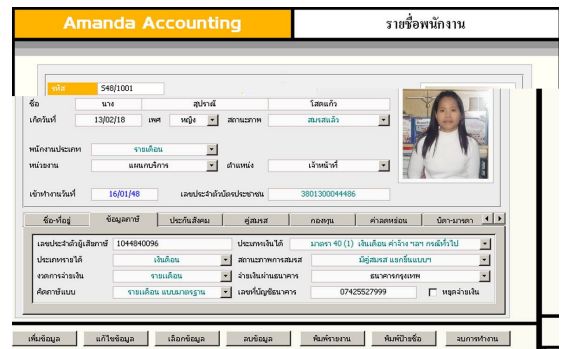 Amanda Accounting รายชื่อพนักงาน
รหัส 548/1001
ชื่อ นาง สุปราณี โสดแก้ว
เกิดวันที่ 13/02/18 เพศ หญิง สถานะภาพ สมรสแล้ว
พนักงานประเภท รายเดือน
หน่วยงาน แผนกบริการ ตำแหน่ง เจ้าหน้าที่
เข้าทำงานวันที่ 16/01/48 เลขประจำตัวบัตรประชาชน 3801300044486
ชื่อ-ที่อยู่ ข้อมูลภาษี ประกันสังคม คู่สมรส กองทุน ค่าลดหย่อน บิดา-มารดา
เลขประจำตัวผู้เสียภาษี 1044840096 ประเภทเงินได้ มาตรา 40 (1) เงินเดือน ค่าจ้าง ฯลฯ กรณีทั่วไป
ประเภทรายได้ เงินเดือน สถานะภาพการสมรส มีคู่สมรส แยกยื่นแบบฯ
งวดการจ่ายเงิน รายเดือน จ่ายเงินผ่านธนาคาร ธนาคารกรุงเทพ
คิดภาษีแบบ รายเดือน แบบมาตรฐาน เลขที่บัญชีธนาคาร 07425527999 หยุดจ่ายเงิน
เพิ่มข้อมูล แก้ไขข้อมูล เลือกข้อมูล ลบข้อมูล พิมพ์รายงาน พิมพ์ป้ายชื่อ จบการทำงาน